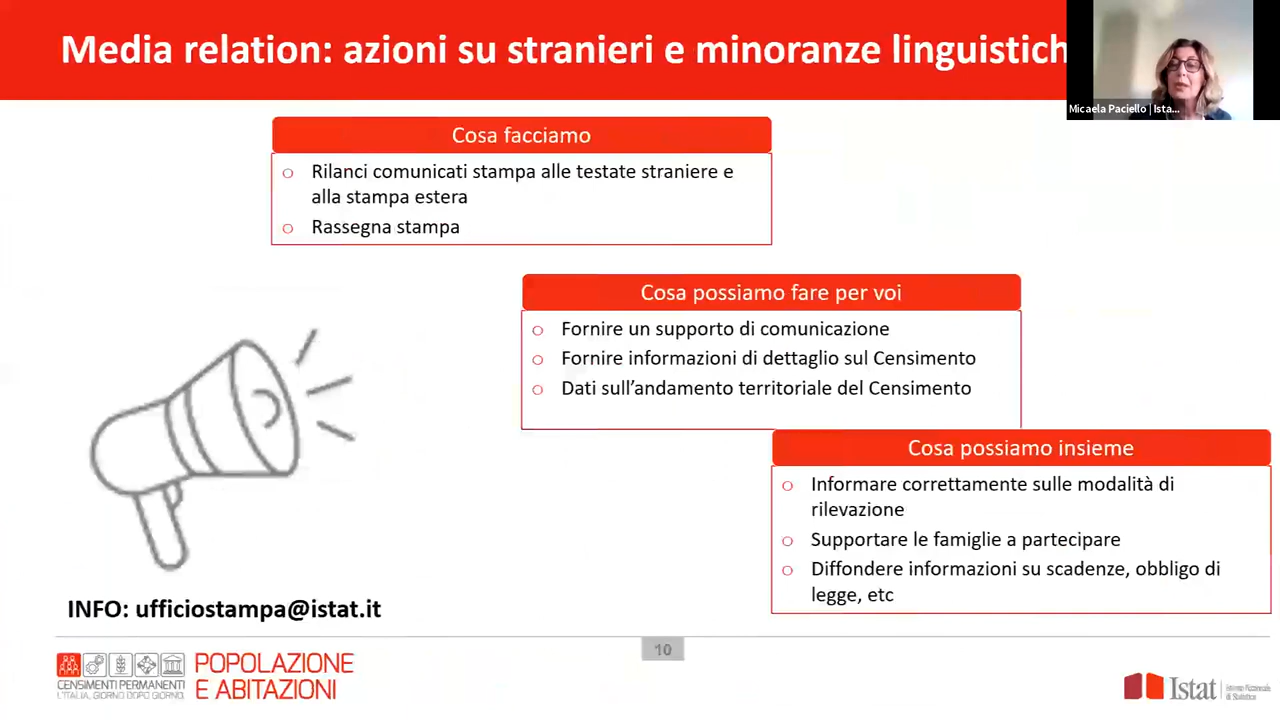 Media relation: azioni su stranieri e minoranze linguistich
Micaela Paciello | Ista...
Cosa facciamo
Rilanci comunicati stampa alle testate straniere e
alla stampa estera
Rassegna stampa
Cosa possiamo fare per voi
Fornire un supporto di comunicazione
Fornire informazioni di dettaglio sul Censimento
Dati sull’andamento territoriale del Censimento
Cosa possiamo insieme
Informare correttamente sulle modalità di
rilevazione
Supportare le famiglie a partecipare
Diffondere informazioni su scadenze, obbligo di
legge, etc
INFO: ufficiostampa@istat.it
10
CENSIMENTI PERMANENTI
L'ITALIA, GIORNO DOPO GIORNO
POPOLAZIONE
E ABITAZIONI
Istat
Istituto Nazionale
di Statistica